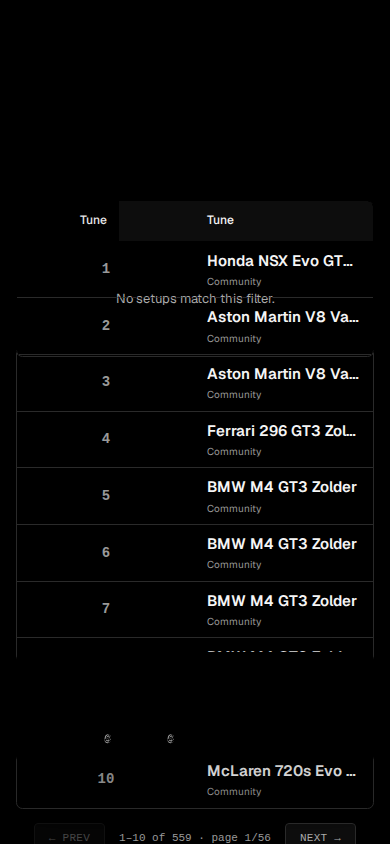 Tune Tune
1 Honda NSX Evo GT…
Community
No setups match this filter.
2 Aston Martin V8 Va…
Community
3 Aston Martin V8 Va…
Community
4 Ferrari 296 GT3 Zol…
Community
5 BMW M4 GT3 Zolder
Community
6 BMW M4 GT3 Zolder
Community
7 BMW M4 GT3 Zolder
Community
10 McLaren 720s Evo …
Community
← PREV 1–10 of 559 · page 1/56 NEXT →